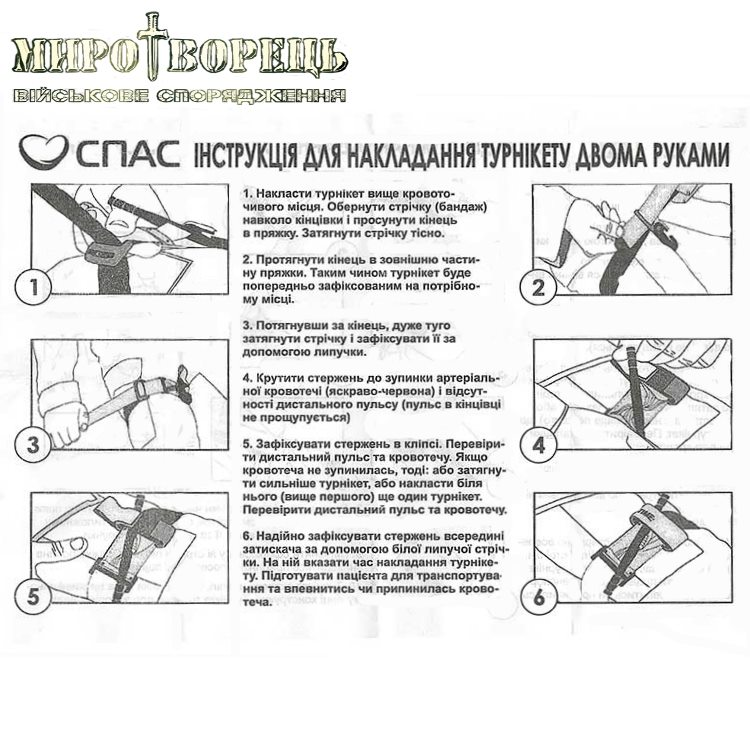 МИРОТВОРЕЦЬ
ВІЙСЬКОВЕ СПОРЯДЖЕННЯ
СПАС ІНСТРУКЦІЯ ДЛЯ НАКЛАДАННЯ ТУРНІКЕТУ ДВОМА РУКАМИ
1. Накласти турнікет вище кровото-
чивого місця. Обернути стрічку (бандаж)
навколо кінцівки і просунути кінець
в пряжку. Затягнути стрічку тісно.
2. Протягнути кінець в зовнішню части-
ну пряжки. Таким чином турнікет буде
попередньо зафіксованим на потрібно-
му місці.
3. Потягнувши за кінець, дуже туго
затягнути стрічку і зафіксувати її за
допомогою липучки.
4. Крутити стержень до зупинки артеріаль-
ної кровотечі (яскраво-червона) і відсут-
ності дистального пульсу (пульс в кінцівці
не прощупується)
5. Зафіксувати стержень в кліпсі. Перевіри-
ти дистальний пульс та кровотечу. Якщо
кровотеча не зупинилась, тоді: або затягну-
ти сильніше турнікет, або накласти біля
нього (вище першого) ще один турнікет.
Перевірити дистальний пульс та кровотечу.
6. Надійно зафіксувати стержень всередині
затискача за допомогою білої липучої стріч-
ки. На ній вказати час накладання турніке-
ту. Підготувати пацієнта для транспортува-
ння та впевнитись чи припинилась крово-
теча.
1
2
3
4
5
6
TIME